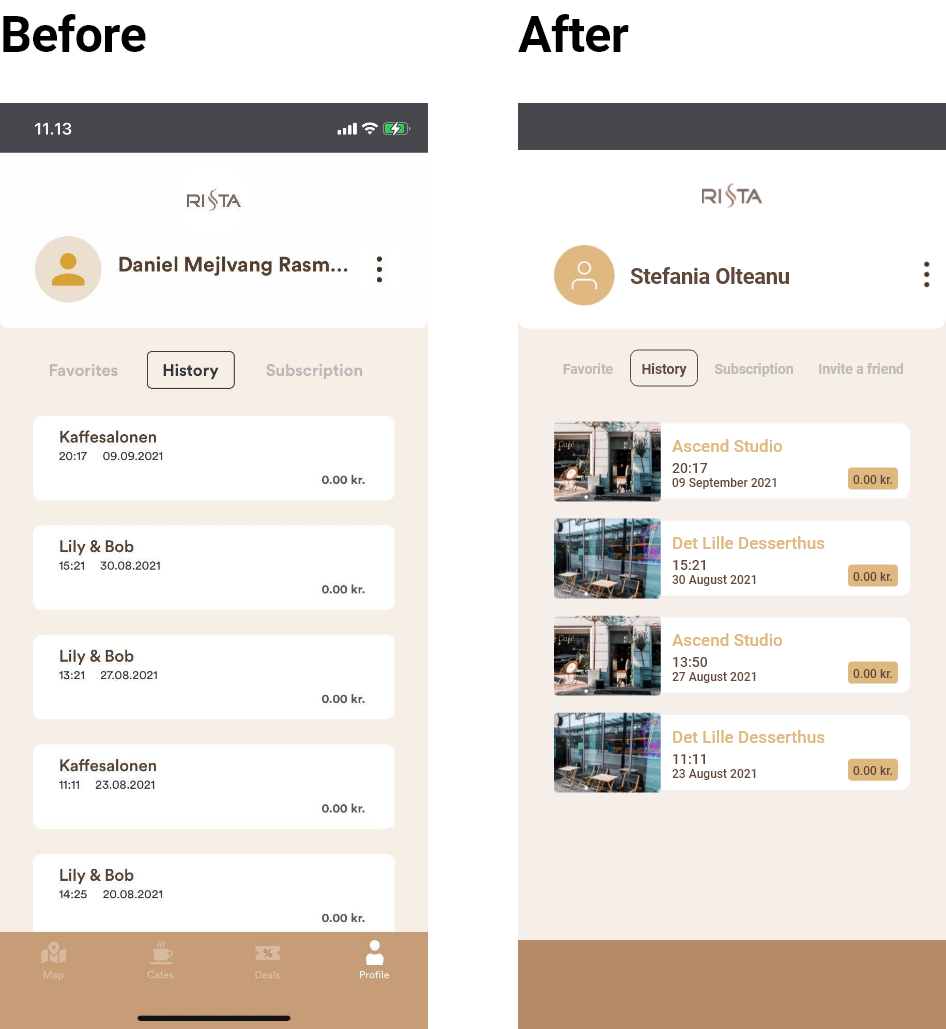 Before
After
11.13
RISTA
Daniel Mejlvang Rasm...
Favorites
History
Subscription
Kaffesalonen
20:17 09.09.2021
0.00 kr.
Lily & Bob
15:21 30.08.2021
0.00 kr.
Lily & Bob
13:21 27.08.2021
0.00 kr.
Kaffesalonen
11:11 23.08.2021
0.00 kr.
Lily & Bob
14:25 20.08.2021
0.00 kr.
Map
Cafes
%
Deals
Profile
RISTA
Stefania Olteanu
Favorite
History
Subscription
Invite a friend
Ascend Studio
20:17
09 September 2021
0.00 kr.
Det Lille Desserthus
15:21
30 August 2021
0.00 kr.
Ascend Studio
13:50
27 August 2021
0.00 kr.
Det Lille Desserthus
11:11
23 August 2021
0.00 kr.